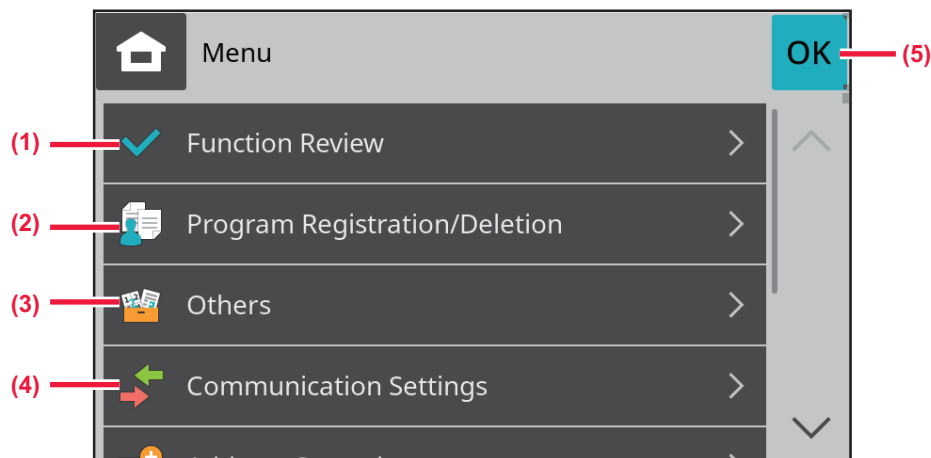 Menu
OK
(5)
(1)
Function Review
(2)
Program Registration/Deletion
(3)
Others
(4)
Communication Settings